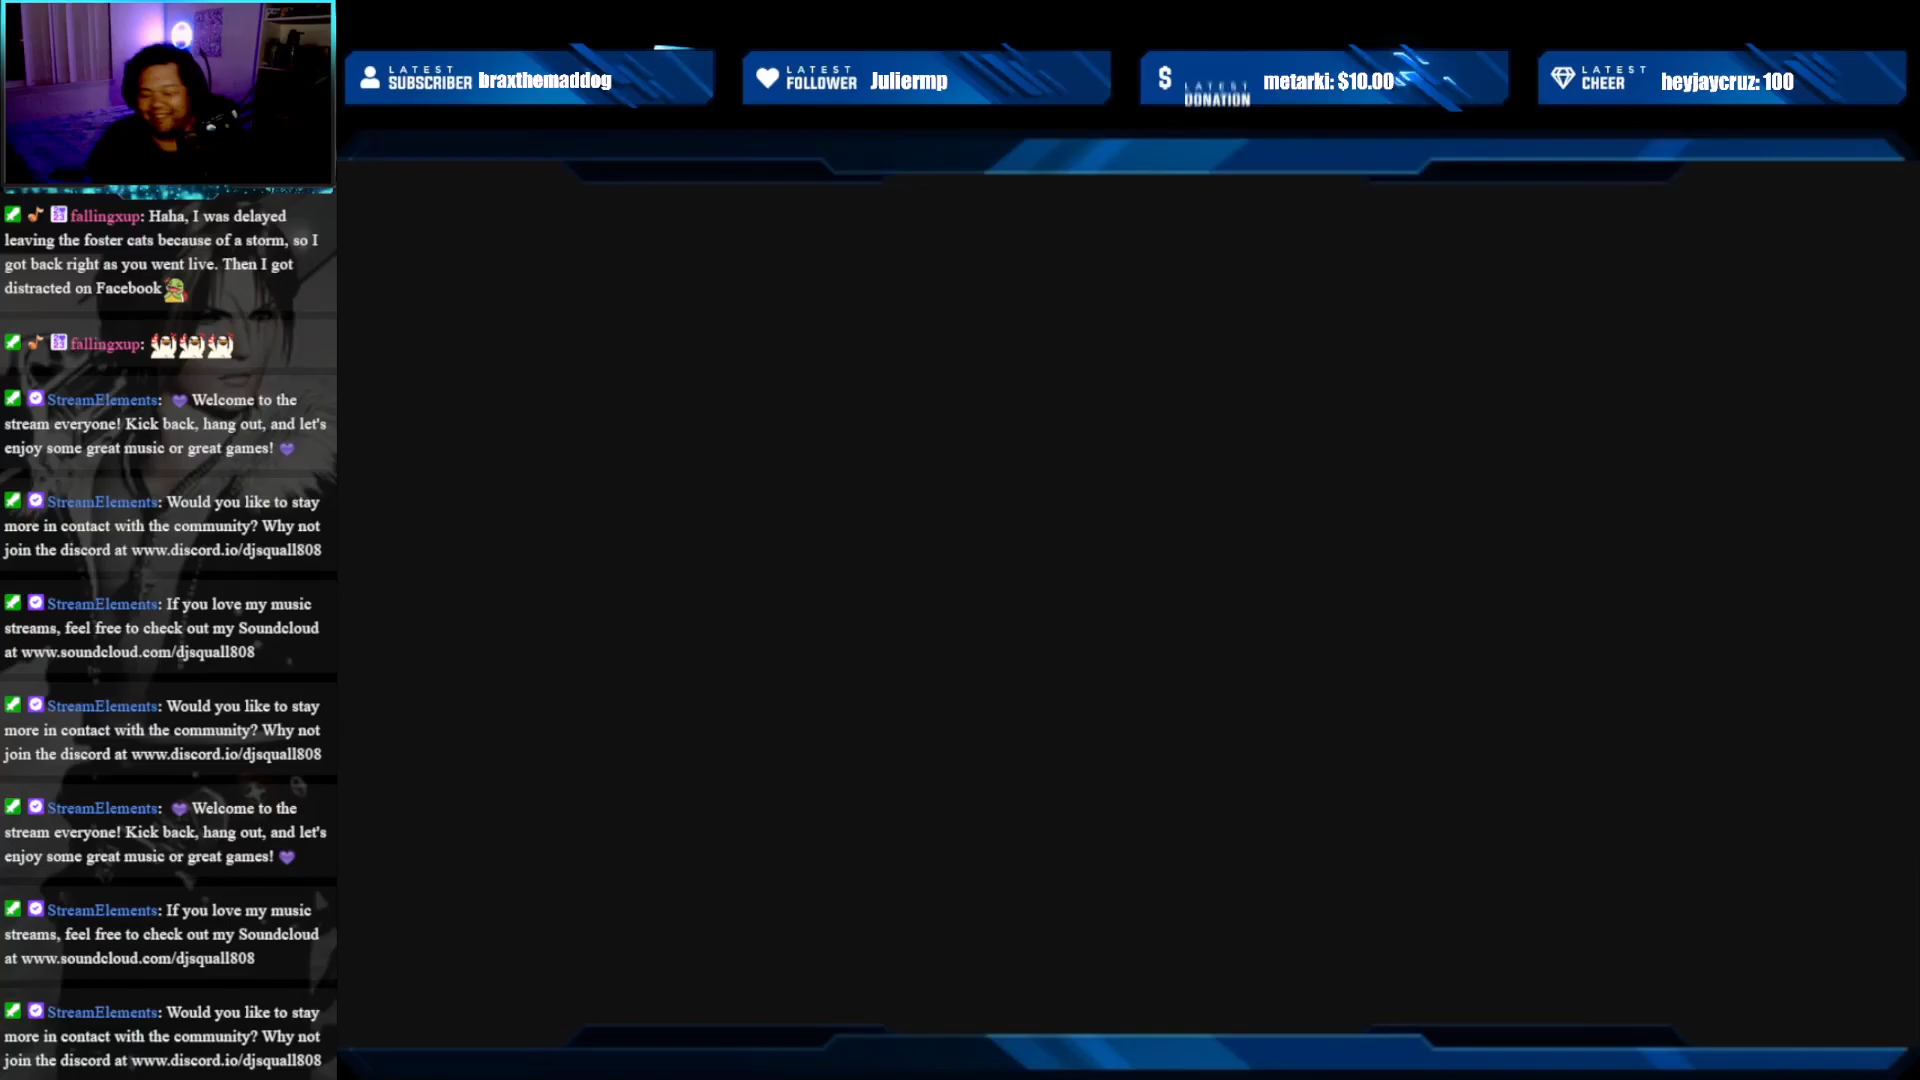 LATEST
SUBSCRIBER braxthemaddog
LATEST
FOLLOWER Juliermp
LATEST
DONATION metarki: $10.00
LATEST
CHEER heyjaycruz: 100
fallingxup: Haha, I was delayed
leaving the foster cats because of a storm, so I
got back right as you went live. Then I got
distracted on Facebook
fallingxup:
StreamElements: 💜 Welcome to the
stream everyone! Kick back, hang out, and let's
enjoy some great music or great games! 💜
StreamElements: Would you like to stay
more in contact with the community? Why not
join the discord at www.discord.io/djsquall808
StreamElements: If you love my music
streams, feel free to check out my Soundcloud
at www.soundcloud.com/djsquall808
StreamElements: Would you like to stay
more in contact with the community? Why not
join the discord at www.discord.io/djsquall808
StreamElements: 💜 Welcome to the
stream everyone! Kick back, hang out, and let's
enjoy some great music or great games! 💜
StreamElements: If you love my music
streams, feel free to check out my Soundcloud
at www.soundcloud.com/djsquall808
StreamElements: Would you like to stay
more in contact with the community? Why not
join the discord at www.discord.io/djsquall808